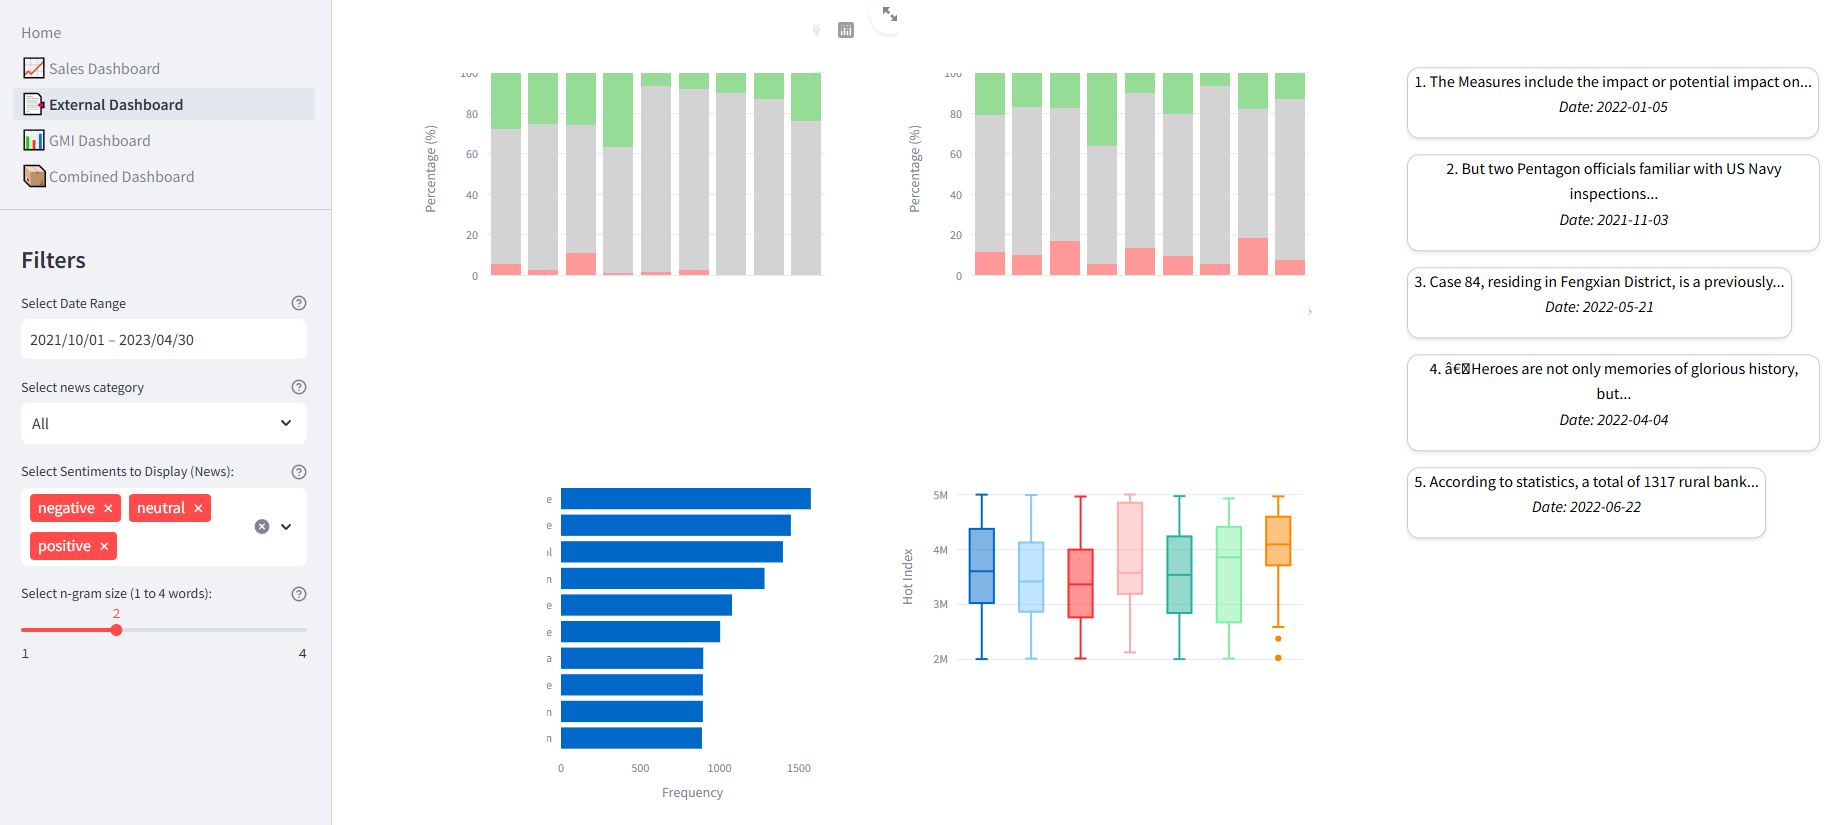 Home
Sales Dashboard
External Dashboard
GMI Dashboard
Combined Dashboard
Filters
Select Date Range
2021/10/01 – 2023/04/30
Select news category
All
Select Sentiments to Display (News):
negative ×
neutral ×
positive ×
Select n-gram size (1 to 4 words):
2
1
4
Percentage (%)
100
80
60
40
20
0
Percentage (%)
100
80
60
40
20
0
e
e
l
n
e
e
a
e
n
n
0
500
1000
1500
Frequency
Hot Index
5M
4M
3M
2M
1. The Measures include the impact or potential impact on...
Date: 2022-01-05
2. But two Pentagon officials familiar with US Navy
inspections...
Date: 2021-11-03
3. Case 84, residing in Fengxian District, is a previously...
Date: 2022-05-21
4. â€Heroes are not only memories of glorious history,
but...
Date: 2022-04-04
5. According to statistics, a total of 1317 rural bank...
Date: 2022-06-22